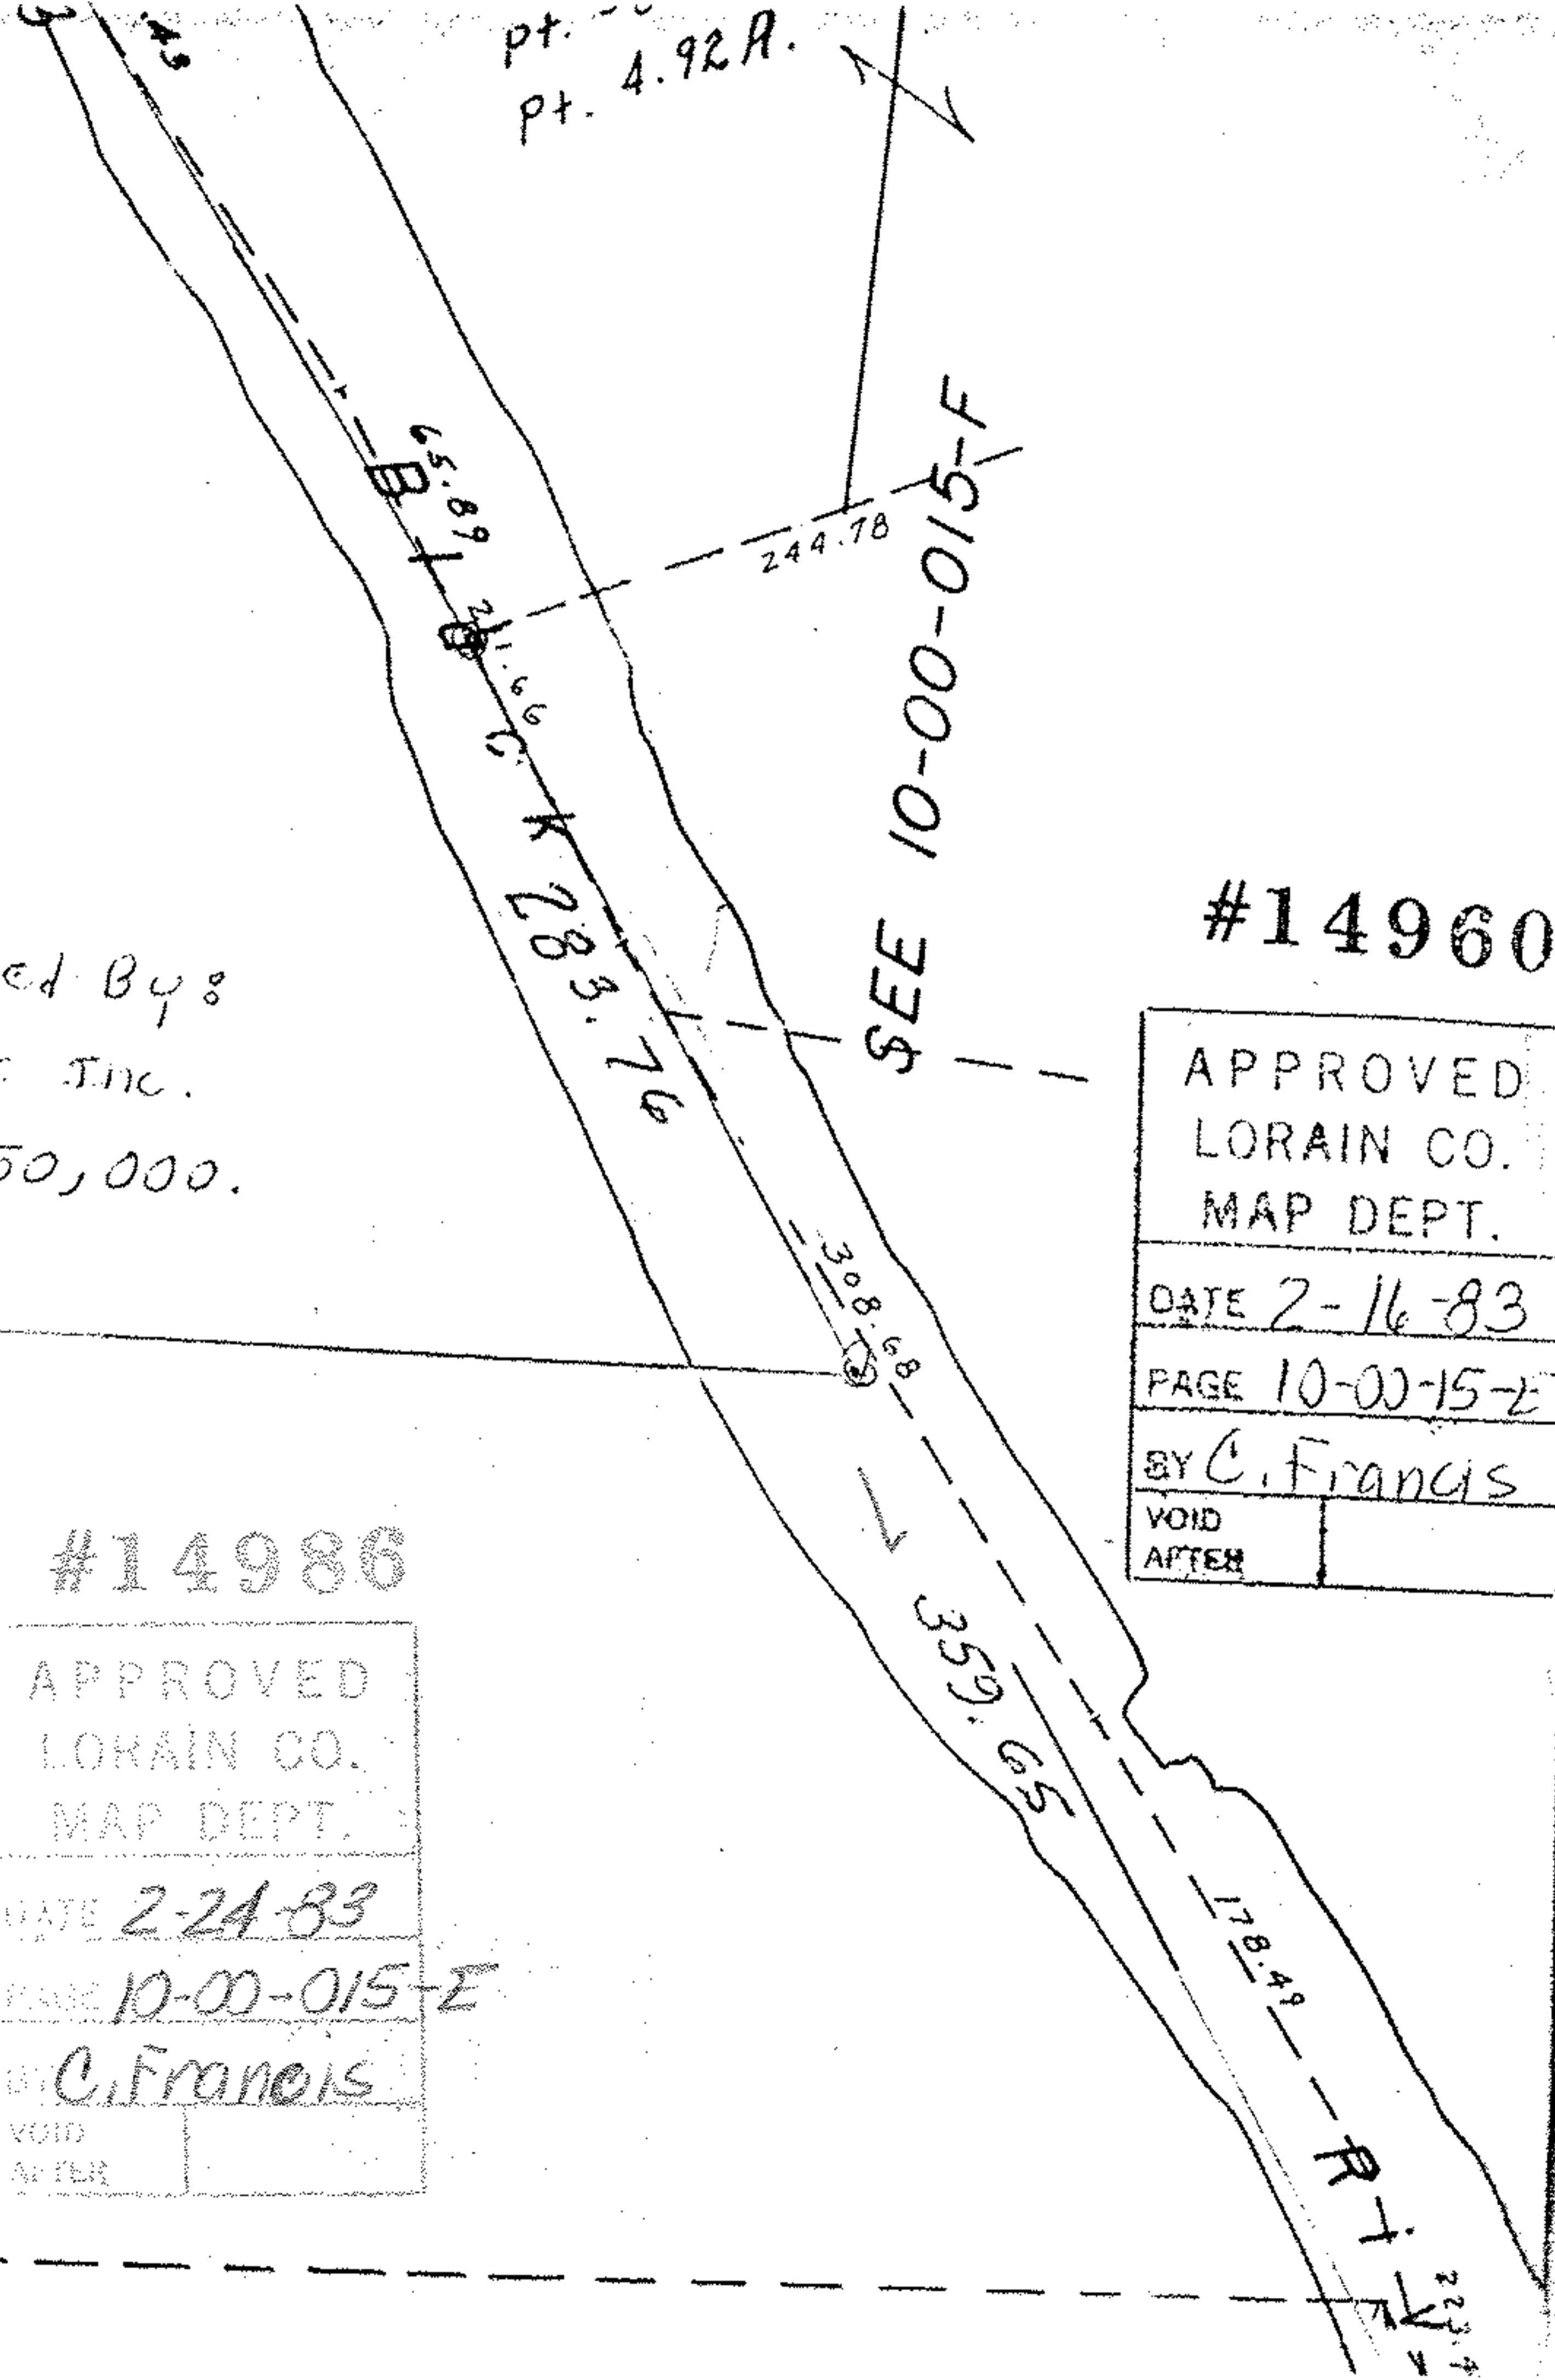 .43
pt.
pt. 4.92 A.
65.89
244.78
SEE 10-00-015-F
B I C K
283.76
#14960
ed By:
Inc.
50,000.
APPROVED
LORAIN CO.
MAP DEPT.
DATE 2-16-83
PAGE 10-00-15-E
BY C. Francis
VOID
AFTER
308.68
#14986
359.65
APPROVED
LORAIN CO.
MAP DEPT.
DATE 2-24-83
PAGE 10-00-015-E
BY C. Francis
VOID
AFTER
178.49
R i v